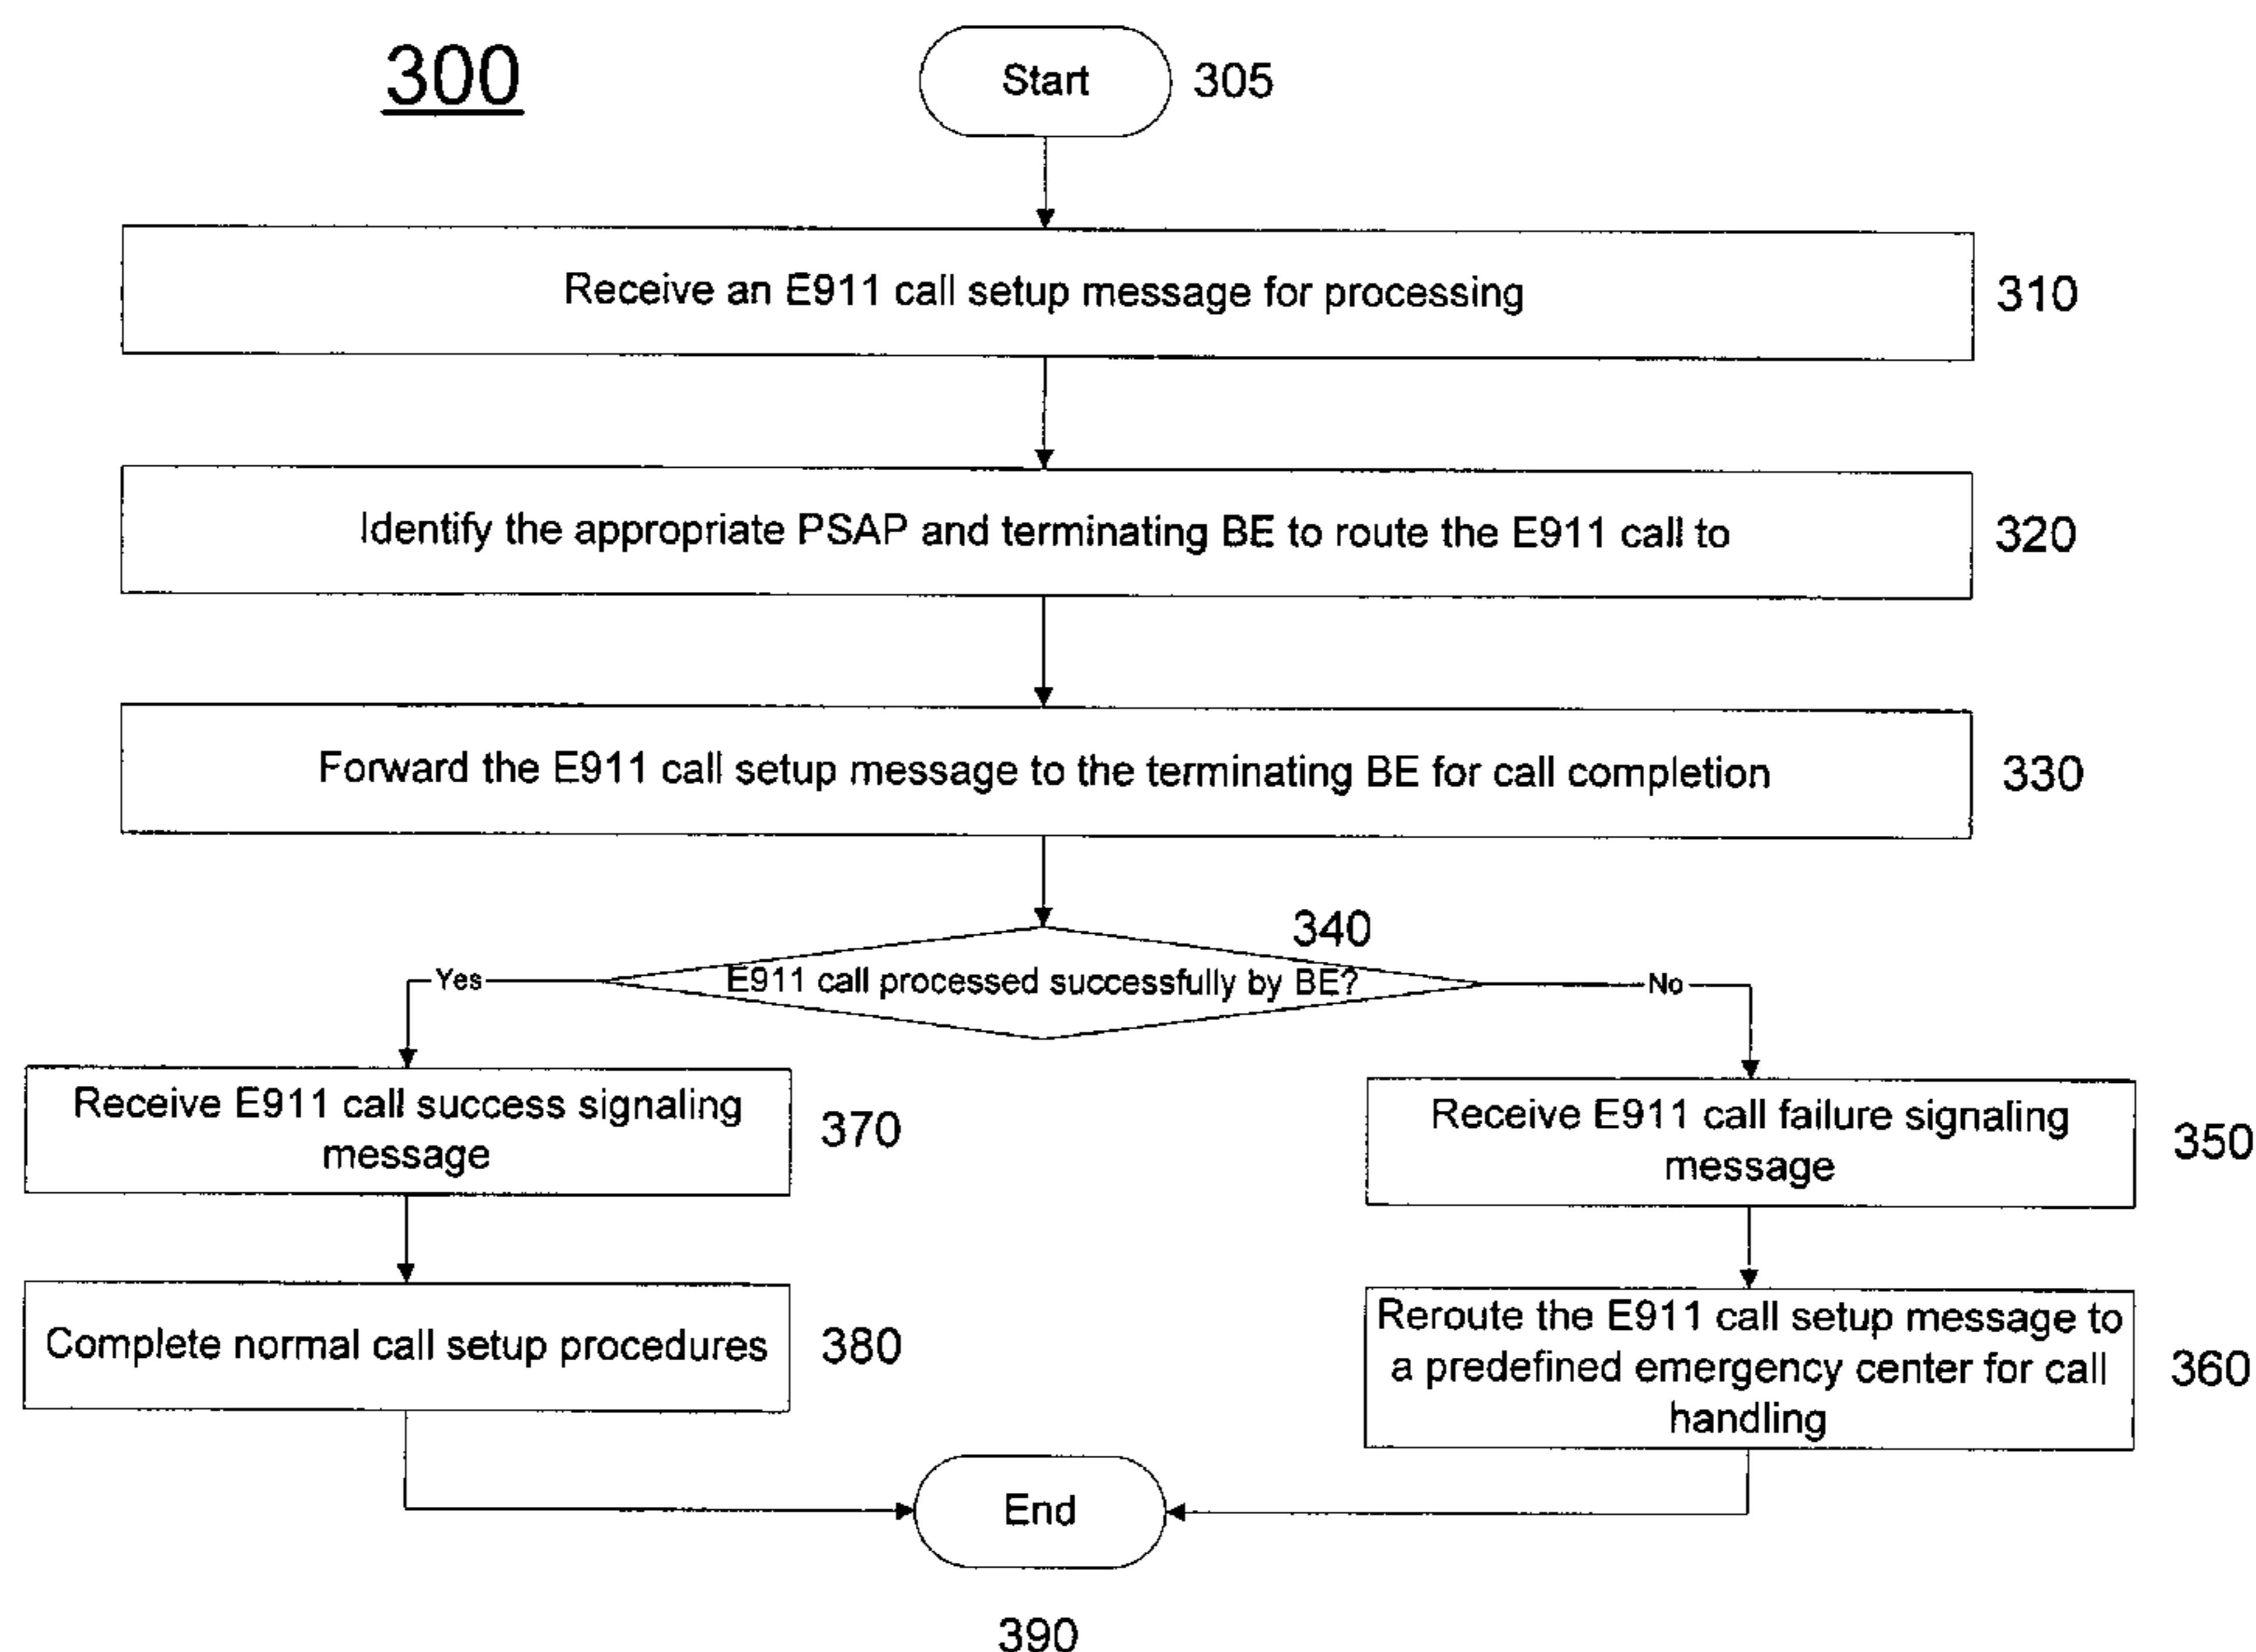 300
Start
305
Receive an E911 call setup message for processing
310
Identify the appropriate PSAP and terminating BE to route the E911 call to
320
Forward the E911 call setup message to the terminating BE for call completion
330
340
Yes
E911 call processed successfully by BE?
No
Receive E911 call success signaling
message
370
Receive E911 call failure signaling
message
350
Complete normal call setup procedures
380
Reroute the E911 call setup message to
a predefined emergency center for call
handling
360
End
390